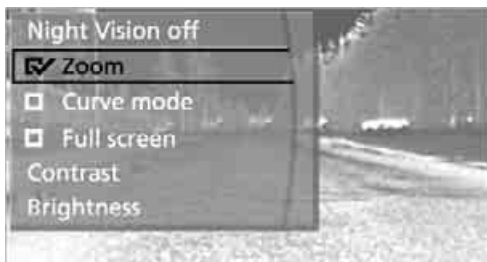 Night Vision off
Zoom
Curve mode
Full screen
Contrast
Brightness